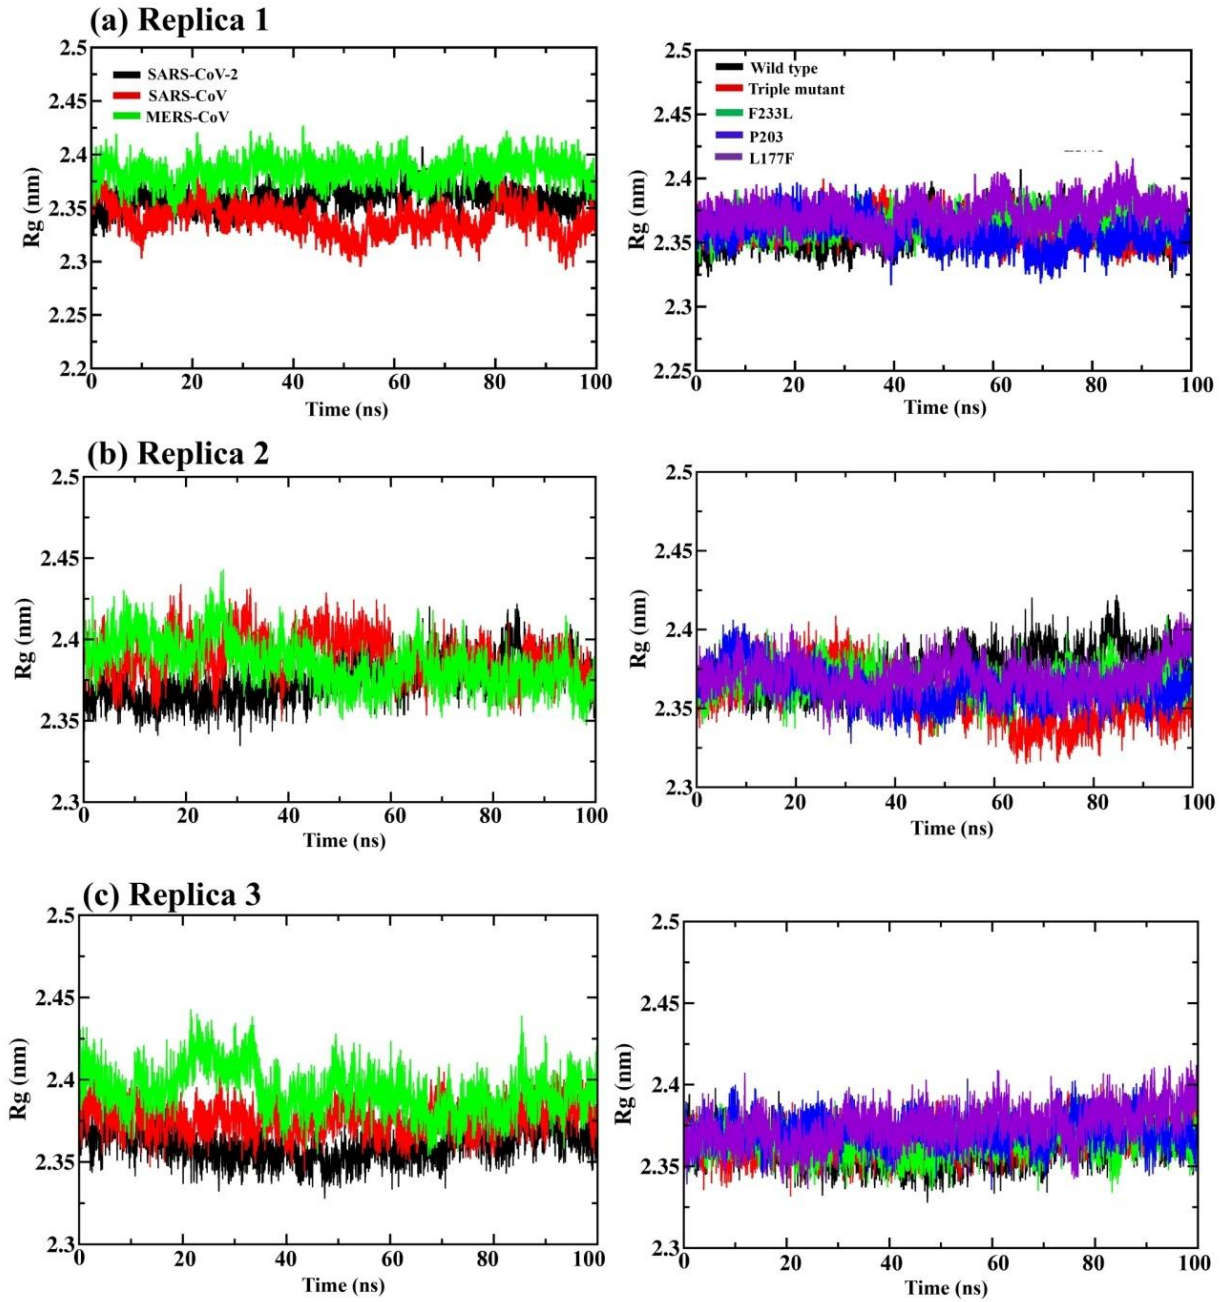 (a) Replica 1
2.5
2.45
2.4
2.35
2.3
2.25
2.2
Rg (nm)
SARS-CoV-2
SARS-CoV
MERS-CoV
0 20 40 60 80 100
Time (ns)
2.5
2.45
2.4
2.35
2.3
2.25
Rg (nm)
Wild type
Triple mutant
F233L
P203
L177F
0 20 40 60 80 100
Time (ns)
(b) Replica 2
2.5
2.45
2.4
2.35
2.3
Rg (nm)
0 20 40 60 80 100
Time (ns)
2.5
2.45
2.4
2.35
2.3
Rg (nm)
0 20 40 60 80 100
Time (ns)
(c) Replica 3
2.5
2.45
2.4
2.35
2.3
Rg (nm)
0 20 40 60 80 100
Time (ns)
2.5
2.45
2.4
2.35
2.3
Rg (nm)
0 20 40 60 80 100
Time (ns)